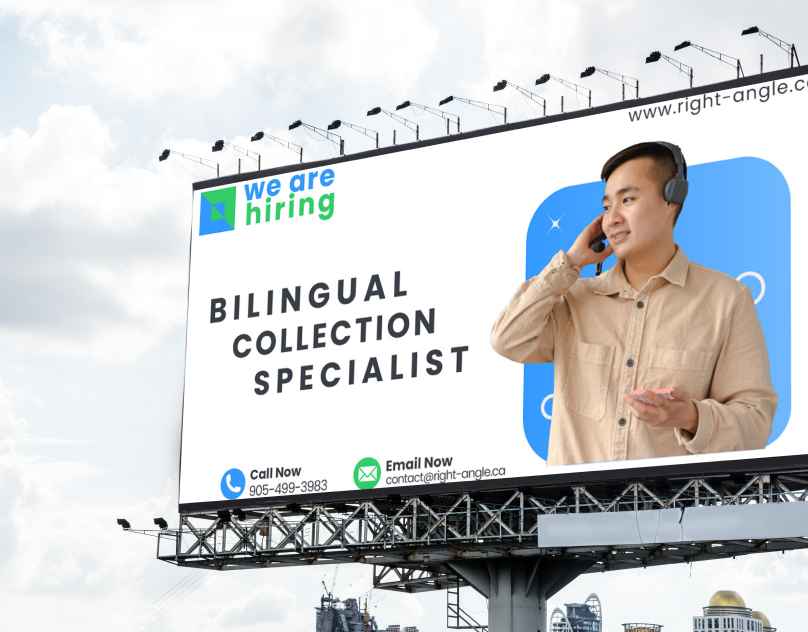 www.right-angle.c
we are
hiring
BILINGUAL
COLLECTION
SPECIALIST
Call Now
905-499-3983
Email Now
contact@right-angle.ca